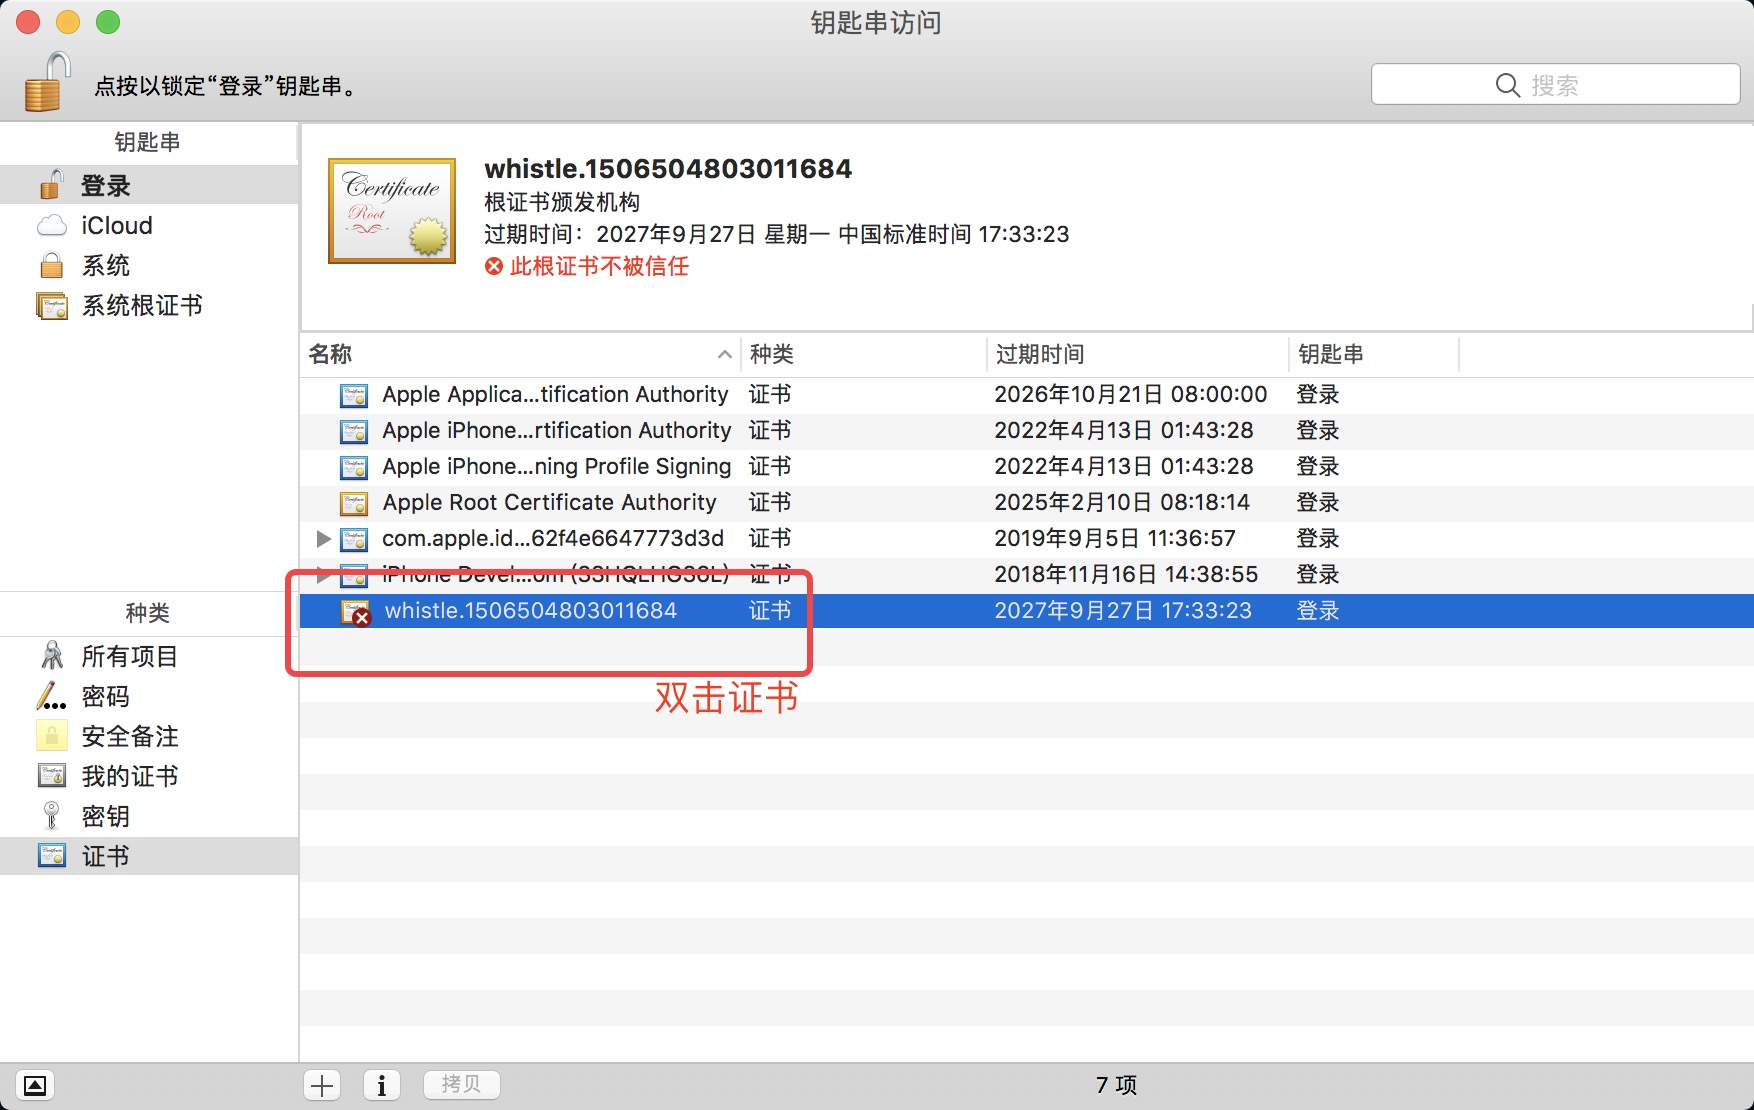 钥匙串访问
点按以锁定“登录”钥匙串。
搜索
钥匙串
登录
iCloud
系统
系统根证书
种类
所有项目
密码
安全备注
我的证书
密钥
证书
Certificate
Root
whistle.1506504803011684
根证书颁发机构
过期时间：2027年9月27日 星期一 中国标准时间 17:33:23
此根证书不被信任
名称 种类 过期时间 钥匙串
Apple Applica...tification Authority 证书 2026年10月21日 08:00:00 登录
Apple iPhone...rtification Authority 证书 2022年4月13日 01:43:28 登录
Apple iPhone...ning Profile Signing 证书 2022年4月13日 01:43:28 登录
Apple Root Certificate Authority 证书 2025年2月10日 08:18:14 登录
com.apple.id...62f4e6647773d3d 证书 2019年9月5日 11:36:57 登录
iPhone Devel...om 证书 2018年11月16日 14:38:55 登录
whistle.1506504803011684 证书 2027年9月27日 17:33:23 登录
双击证书
拷贝
7 项